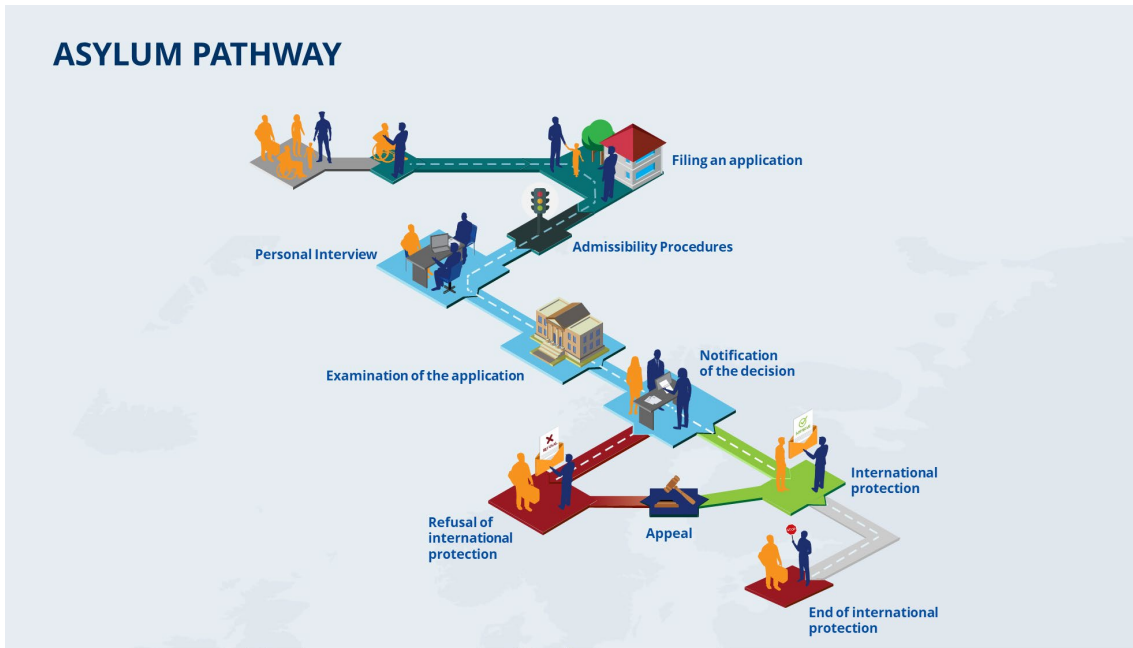 ASYLUM PATHWAY
Filing an application
Admissibility Procedures
Personal Interview
Examination of the application
Notification
of the decision
International
protection
Refusal of
international
protection
Appeal
STOP
End of international
protection